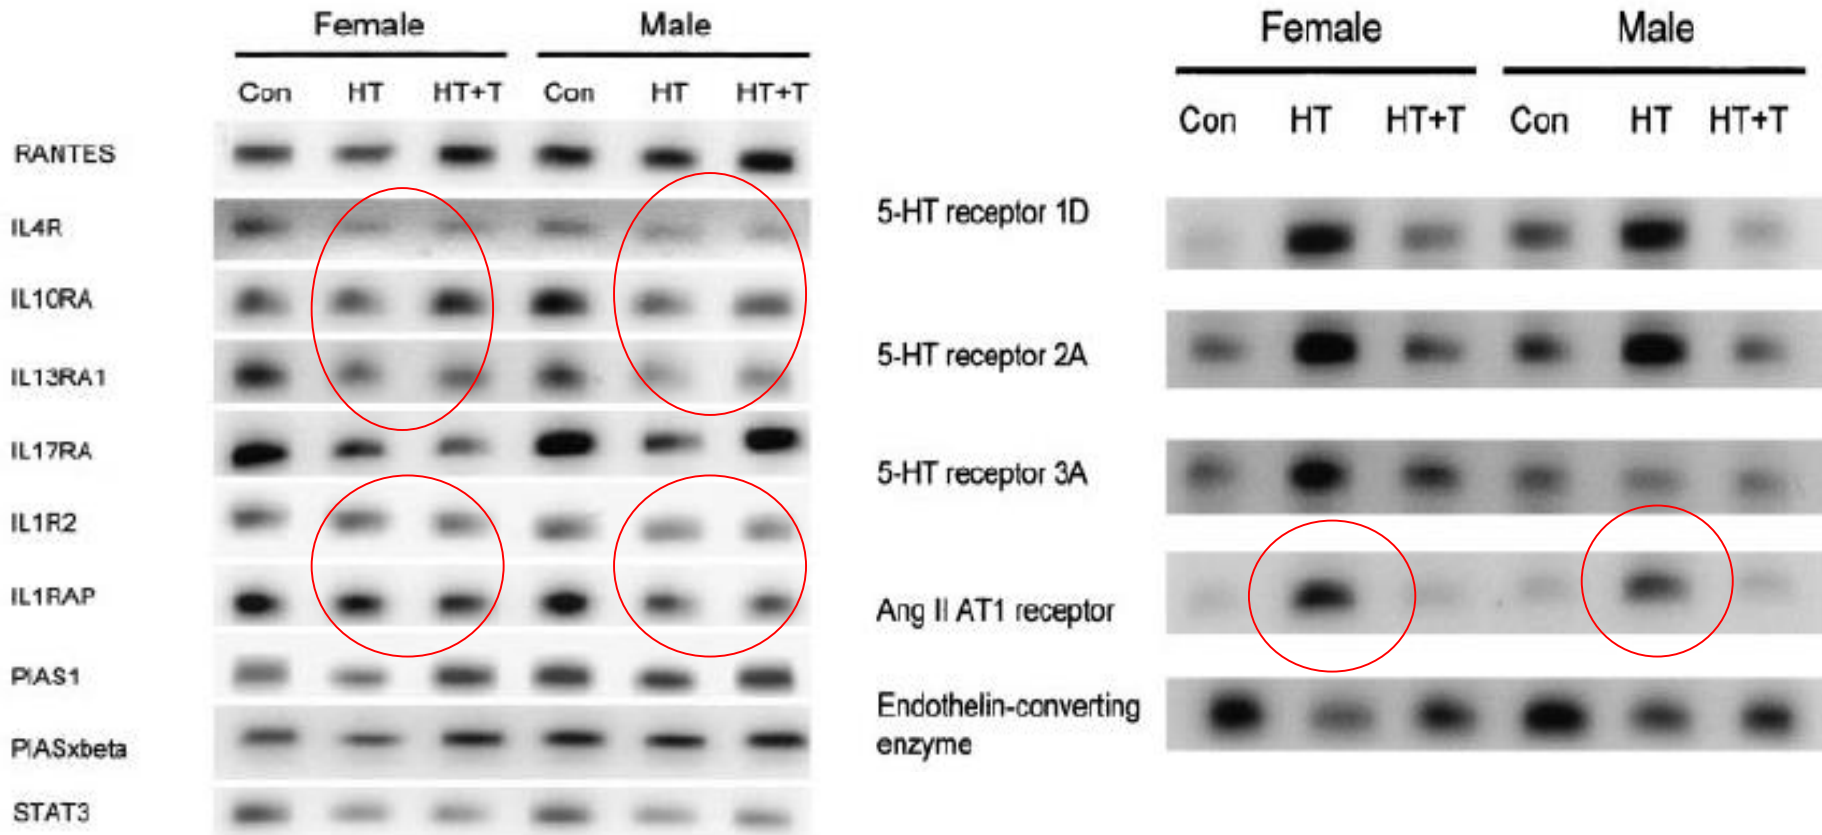 Female Male
Con HT HT+T Con HT HT+T
RANTES
IL4R
IL10RA
IL13RA1
IL17RA
IL1R2
IL1RAP
PIAS1
PIASxbeta
STAT3
Female Male
Con HT HT+T Con HT HT+T
5-HT receptor 1D
5-HT receptor 2A
5-HT receptor 3A
Ang II AT1 receptor
Endothelin-converting
enzyme